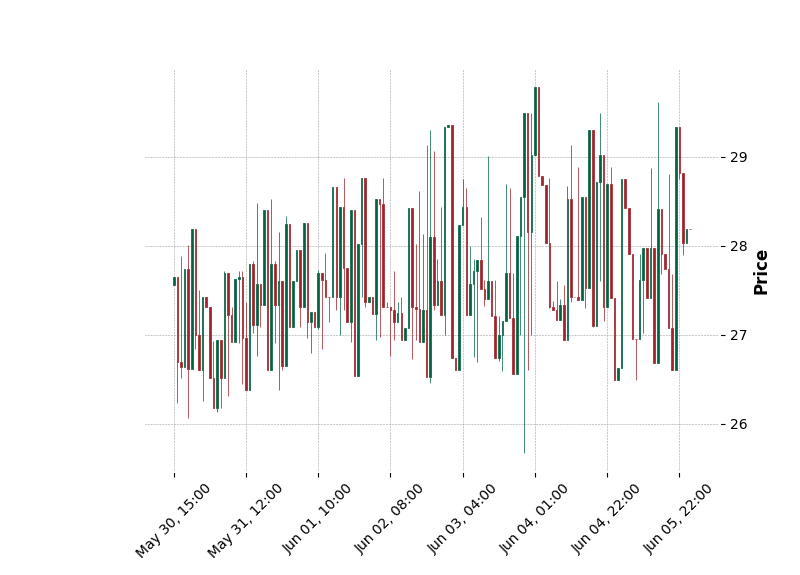 29
28
27
26
Price
May 30, 15:00
May 31, 12:00
Jun 01, 10:00
Jun 02, 08:00
Jun 03, 04:00
Jun 04, 01:00
Jun 04, 22:00
Jun 05, 22:00